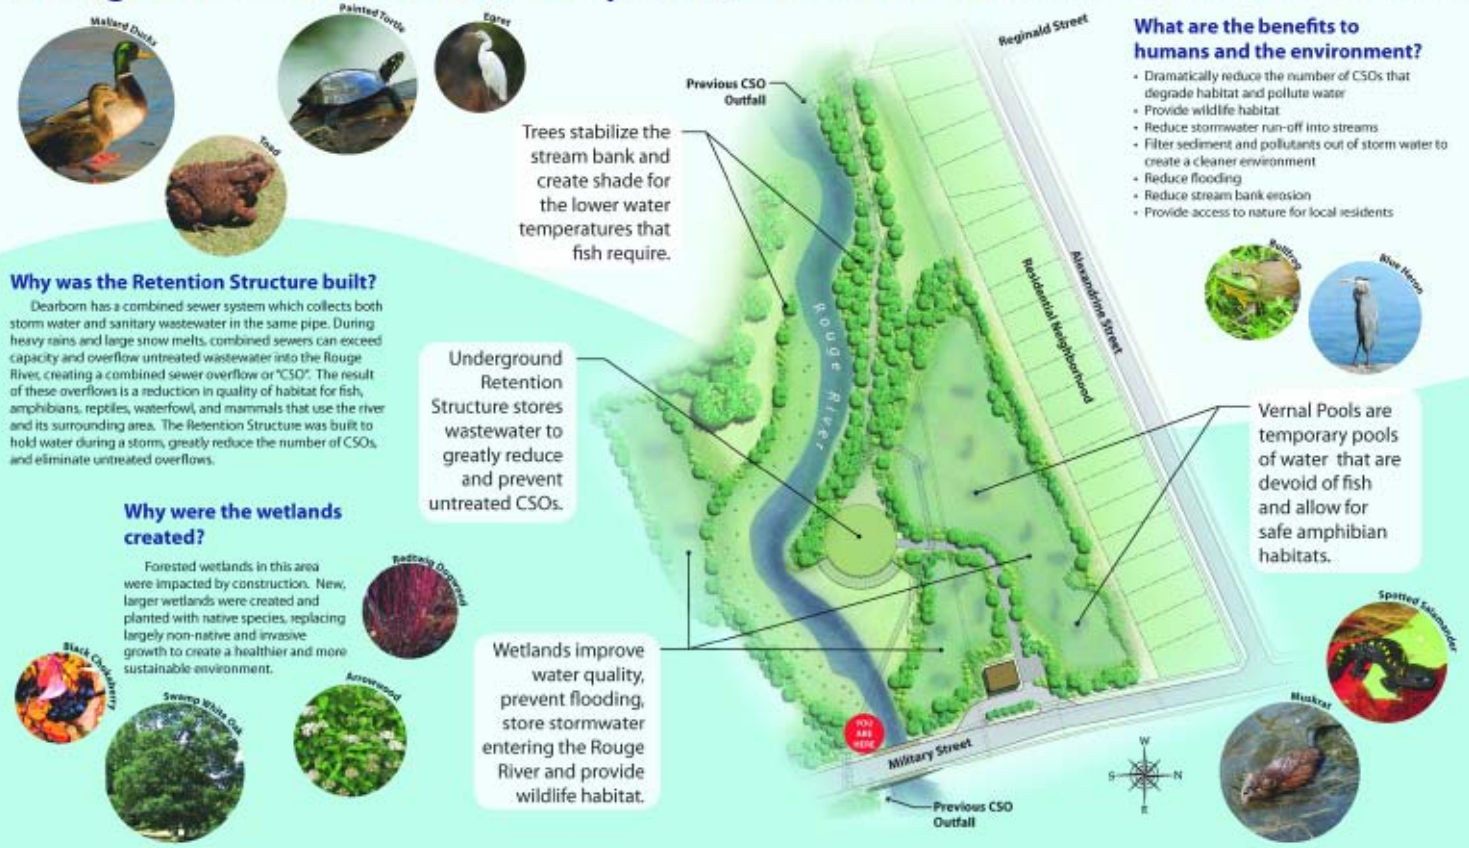 Mallard Ducks
Painted Turtle
Egret
Toad
Why was the Retention Structure built?
Dearborn has a combined sewer system which collects both
storm water and sanitary wastewater in the same pipe. During
heavy rains and large snow melts, combined sewers can exceed
capacity and overflow untreated wastewater into the Rouge
River, creating a combined sewer overflow or "CSO". The result
of these overflows is a reduction in quality of habitat for fish,
amphibians, reptiles, waterfowl, and mammals that use the river
and its surrounding area. The Retention Structure was built to
hold water during a storm, greatly reduce the number of CSOs,
and eliminate untreated overflows.
Why were the wetlands
created?
Forested wetlands in this area
were impacted by construction. New,
larger wetlands were created and
planted with native species, replacing
largely non-native and invasive
growth to create a healthier and more
sustainable environment.
Redtwig Dogwood
Black Chokeberry
Swamp White Oak
Arrowwood
Previous CSO
Outfall
Trees stabilize the
stream bank and
create shade for
the lower water
temperatures that
fish require.
Underground
Retention
Structure stores
wastewater to
greatly reduce
and prevent
untreated CSOs.
Wetlands improve
water quality,
prevent flooding,
store stormwater
entering the Rouge
River and provide
wildlife habitat.
Rouge River
Reginald Street
Alexandrine Street
Residential Neighborhood
YOU
ARE
HERE
Military Street
Previous CSO
Outfall
W
S N
E
What are the benefits to
humans and the environment?
• Dramatically reduce the number of CSOs that
degrade habitat and pollute water
• Provide wildlife habitat
• Reduce stormwater run-off into streams
• Filter sediment and pollutants out of storm water to
create a cleaner environment
• Reduce flooding
• Reduce stream bank erosion
• Provide access to nature for local residents
Bullfrog
Blue Heron
Vernal Pools are
temporary pools
of water that are
devoid of fish
and allow for
safe amphibian
habitats.
Spotted Salamander
Muskrat